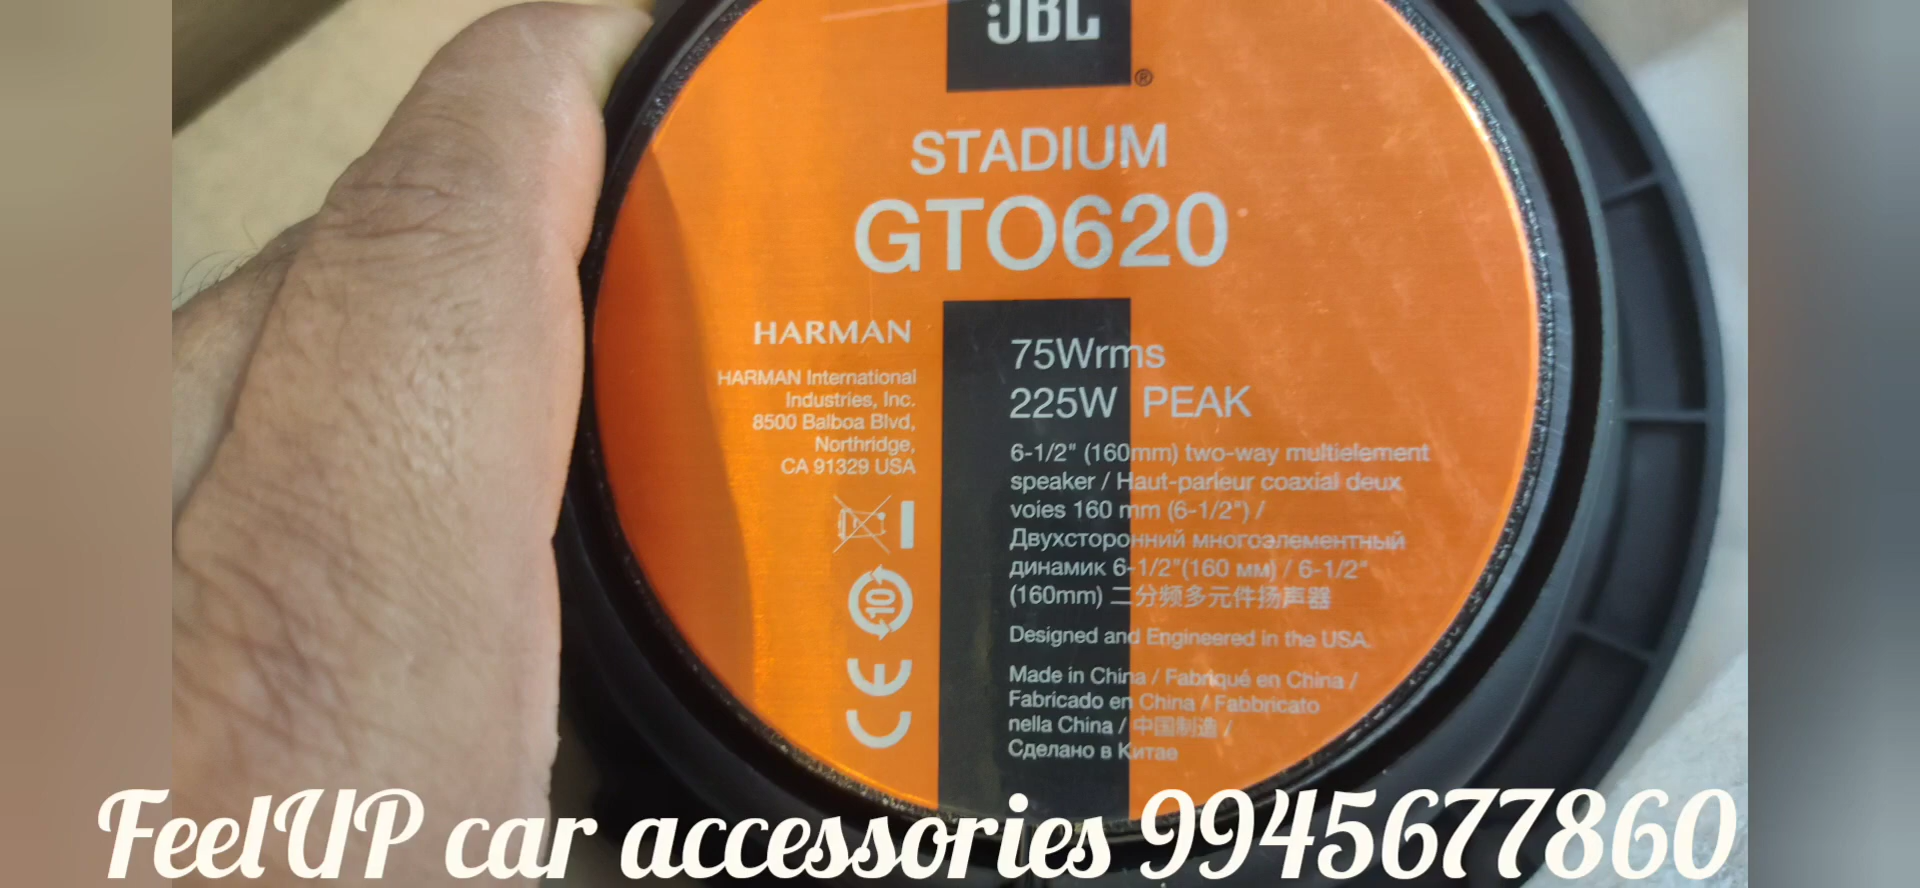 JBL
®
STADIUM
GTO620
HARMAN
HARMAN International
Industries, Inc.
8500 Balboa Blvd,
Northridge,
CA 91329 USA
10
CE
75Wrms
225W PEAK
6-1/2" (160mm) two-way multielement
speaker / Haut-parleur coaxial deux
voies 160 mm (6-1/2") /
Двухсторонний многоэлементный
динамик 6-1/2"(160 мм) / 6-1/2"
(160mm) 二分频多元件扬声器
Designed and Engineered in the USA.
Made in China / Fabriqué en China /
Fabricado en China / Fabbricato
nella China / 中国制造 /
Сделано в Китае
FeelUP car accessories 9945677860